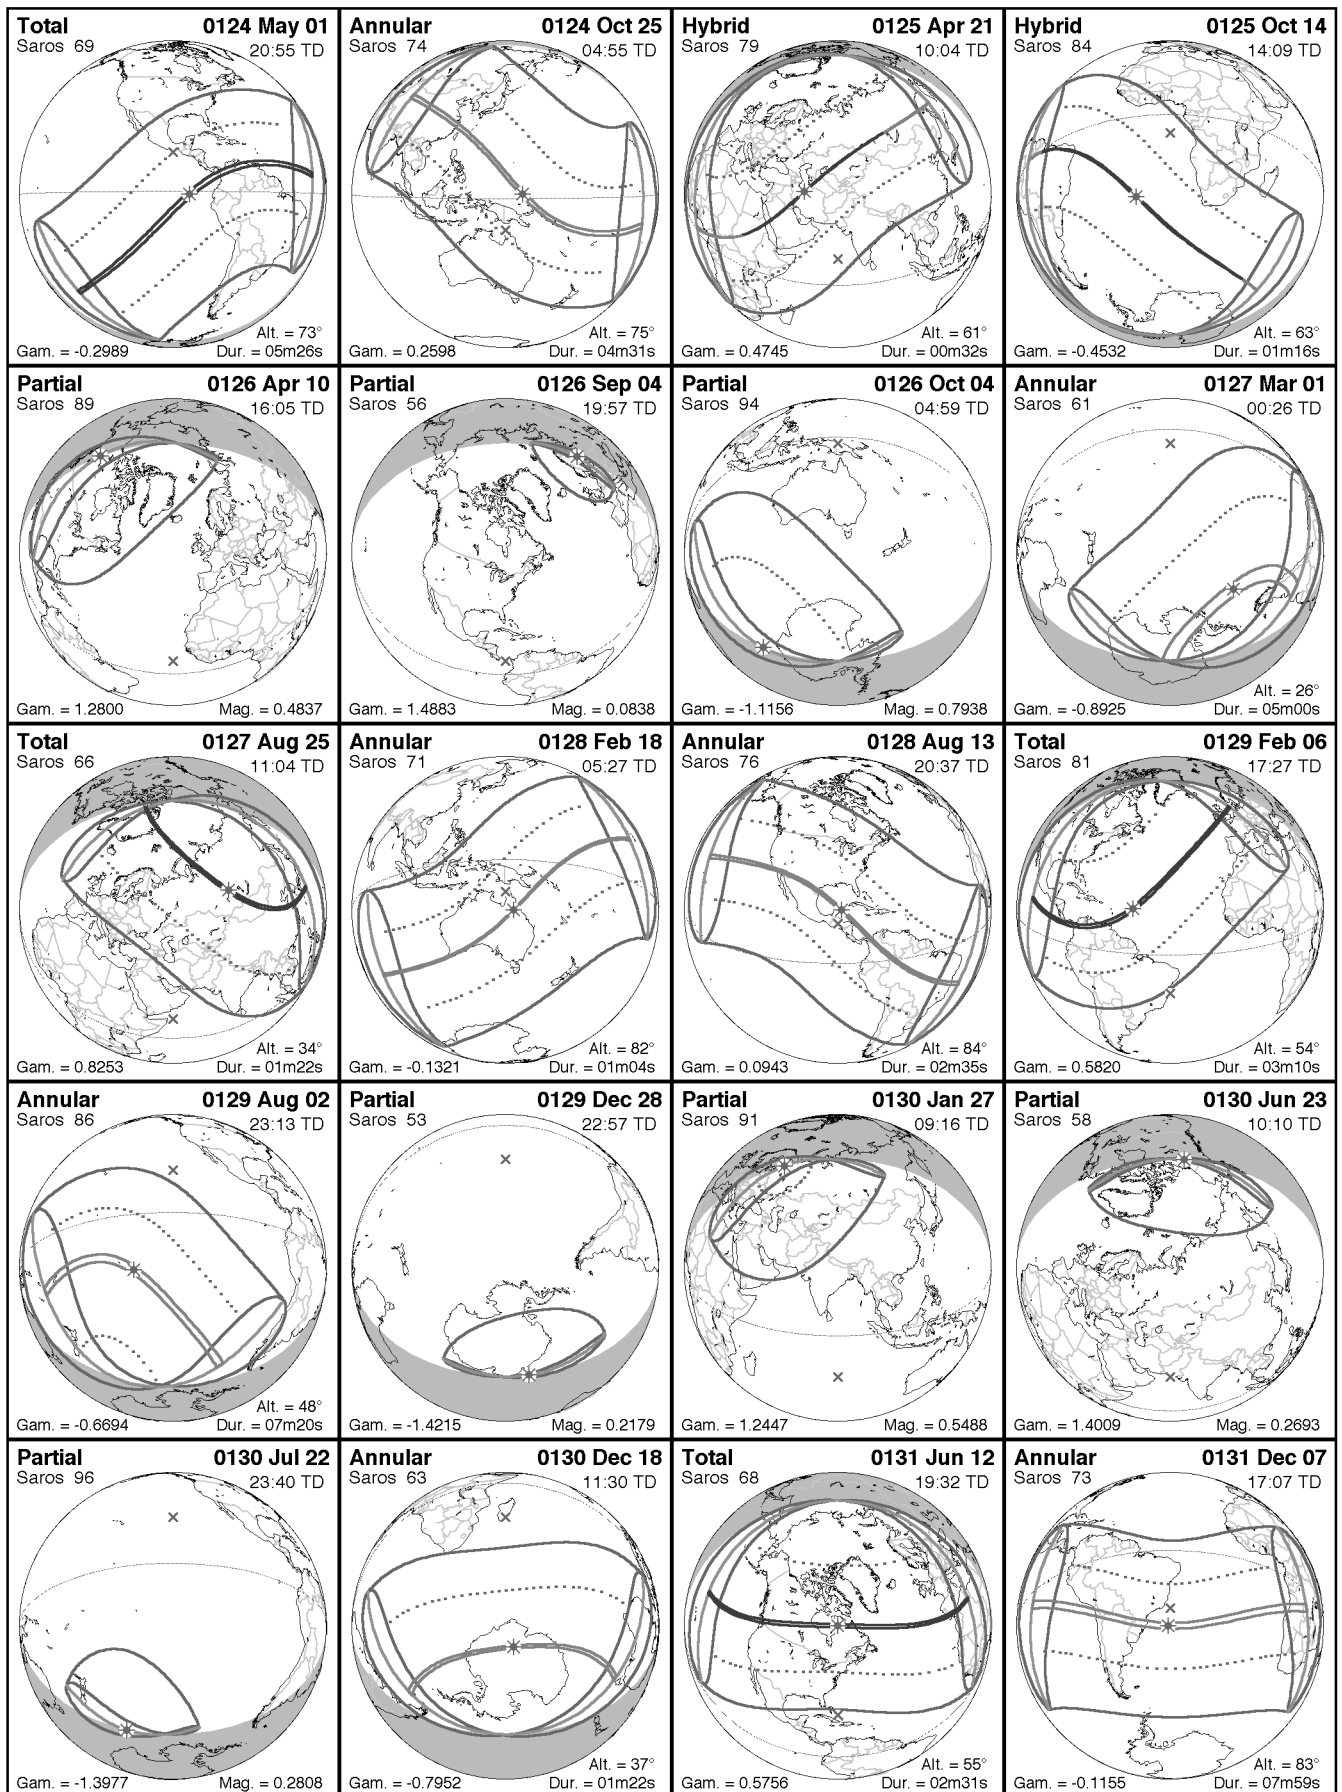 Total 0124 May 01
Saros 69 20:55 TD
Alt. = 73°
Gam. = -0.2989 Dur. = 05m26s
Annular 0124 Oct 25
Saros 74 04:55 TD
Alt. = 75°
Gam. = 0.2598 Dur. = 04m31s
Hybrid 0125 Apr 21
Saros 79 10:04 TD
Alt. = 61°
Gam. = 0.4745 Dur. = 00m32s
Hybrid 0125 Oct 14
Saros 84 14:09 TD
Alt. = 63°
Gam. = -0.4532 Dur. = 01m16s
Partial 0126 Apr 10
Saros 89 16:05 TD
Gam. = 1.2800 Mag. = 0.4837
Partial 0126 Sep 04
Saros 56 19:57 TD
Gam. = 1.4883 Mag. = 0.0838
Partial 0126 Oct 04
Saros 94 04:59 TD
Gam. = -1.1156 Mag. = 0.7938
Annular 0127 Mar 01
Saros 61 00:26 TD
Alt. = 26°
Gam. = -0.8925 Dur. = 05m00s
Total 0127 Aug 25
Saros 66 11:04 TD
Alt. = 34°
Gam. = 0.8253 Dur. = 01m22s
Annular 0128 Feb 18
Saros 71 05:27 TD
Alt. = 82°
Gam. = -0.1321 Dur. = 01m04s
Annular 0128 Aug 13
Saros 76 20:37 TD
Alt. = 84°
Gam. = 0.0943 Dur. = 02m35s
Total 0129 Feb 06
Saros 81 17:27 TD
Alt. = 54°
Gam. = 0.5820 Dur. = 03m10s
Annular 0129 Aug 02
Saros 86 23:13 TD
Alt. = 48°
Gam. = -0.6694 Dur. = 07m20s
Partial 0129 Dec 28
Saros 53 22:57 TD
Gam. = -1.4215 Mag. = 0.2179
Partial 0130 Jan 27
Saros 91 09:16 TD
Gam. = 1.2447 Mag. = 0.5488
Partial 0130 Jun 23
Saros 58 10:10 TD
Gam. = 1.4009 Mag. = 0.2693
Partial 0130 Jul 22
Saros 96 23:40 TD
Gam. = -1.3977 Mag. = 0.2808
Annular 0130 Dec 18
Saros 63 11:30 TD
Alt. = 37°
Gam. = -0.7952 Dur. = 01m22s
Total 0131 Jun 12
Saros 68 19:32 TD
Alt. = 55°
Gam. = 0.5756 Dur. = 02m31s
Annular 0131 Dec 07
Saros 73 17:07 TD
Alt. = 83°
Gam. = -0.1155 Dur. = 07m59s